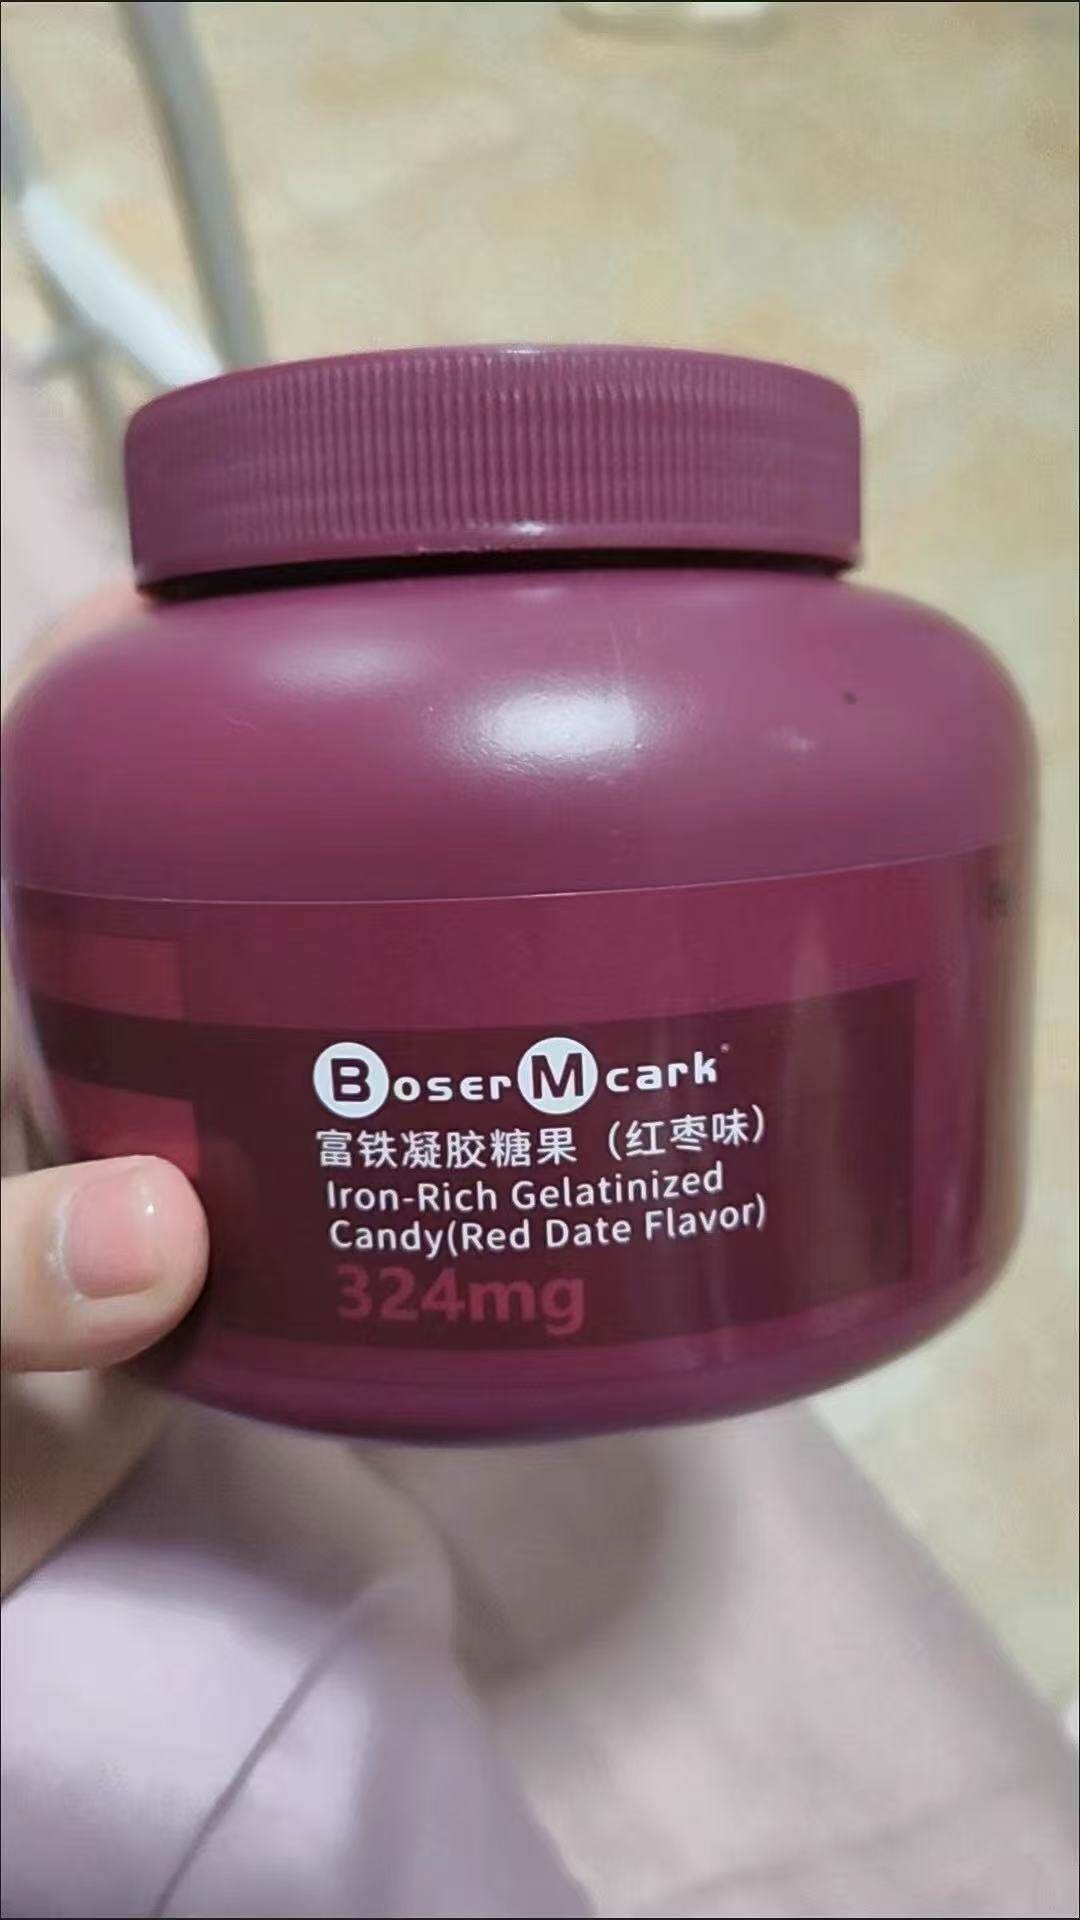 BoserMcark
富铁凝胶糖果（红枣味）
Iron-Rich Gelatinized
Candy(Red Date Flavor)
324mg